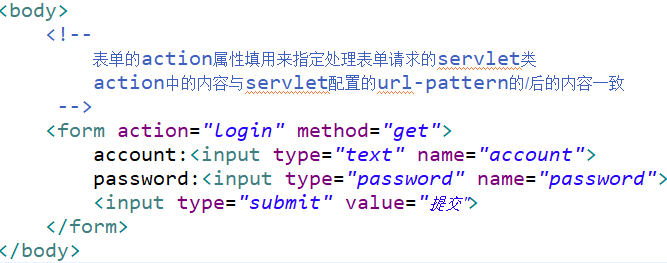 <body>
<!--
表单的action属性填用来指定处理表单请求的servlet类
action中的内容与servlet配置的url-pattern的/后的内容一致
-->
<form action="login" method="get">
account:<input type="text" name="account">
password:<input type="password" name="password">
<input type="submit" value="提交">
</form>
</body>